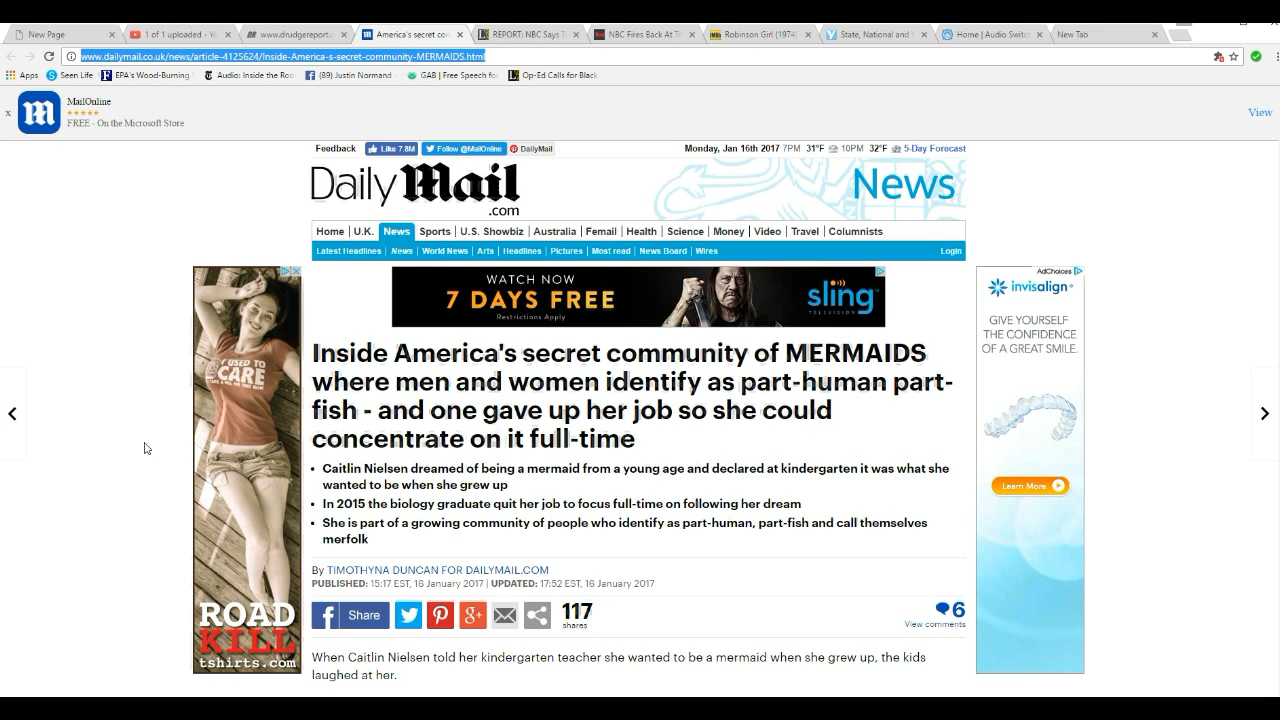 New Page
1 of 1 uploaded - Yo
www.drudgereport.c
America's secret com
REPORT: NBC Says T
NBC Fires Back At Tr
Robinson Girl (1974)
State, National and W
Home | Audio Switch
New Tab
www.dailymail.co.uk/news/article-4125624/Inside-America-s-secret-community-MERMAIDS.html
Apps
Seen Life
EPA's Wood-Burning
Audio: Inside the Roo
(89) Justin Normand
GAB | Free Speech for
Op-Ed Calls for Black
x
MailOnline
FREE - On the Microsoft Store
View
Feedback
Like 7.8M
Follow @MailOnline
DailyMail
Monday, Jan 16th 2017 7PM 31°F 10PM 32°F 5-Day Forecast
Daily Mail
.com
News
Home | U.K. News Sports | U.S. Showbiz | Australia | Femail | Health | Science | Money | Video | Travel | Columnists
Latest Headlines | News | World News | Arts | Headlines | Pictures | Most read | News Board | Wires
Login
I USED TO
CARE
ROAD
KILL
tshirts.com
WATCH NOW
7 DAYS FREE
Restrictions Apply
sling
TELEVISION
AdChoices
invisalign
GIVE YOURSELF
THE CONFIDENCE
OF A GREAT SMILE.
Learn More
Inside America's secret community of MERMAIDS
where men and women identify as part-human part-
fish - and one gave up her job so she could
concentrate on it full-time
• Caitlin Nielsen dreamed of being a mermaid from a young age and declared at kindergarten it was what she
wanted to be when she grew up
• In 2015 the biology graduate quit her job to focus full-time on following her dream
• She is part of a growing community of people who identify as part-human, part-fish and call themselves
merfolk
By TIMOTHYNA DUNCAN FOR DAILYMAIL.COM
PUBLISHED: 15:17 EST, 16 January 2017 | UPDATED: 17:52 EST, 16 January 2017
Share
117
shares
6
View comments
When Caitlin Nielsen told her kindergarten teacher she wanted to be a mermaid when she grew up, the kids
laughed at her.